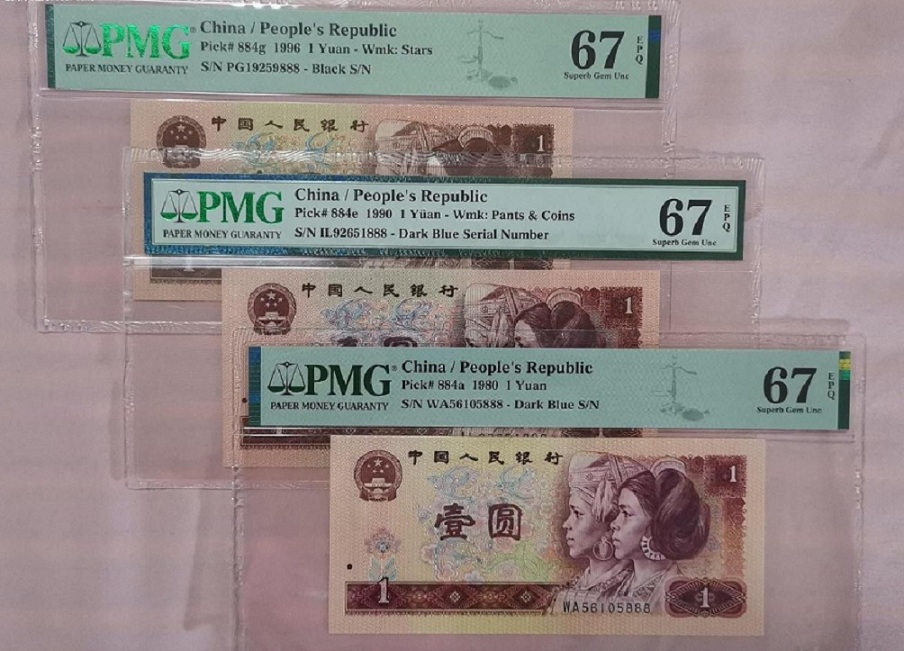 PMG
PAPER MONEY GUARANTY
China / People's Republic
Pick# 884g 1996 1 Yuan - Wmk: Stars
S/N PG19259888 - Black S/N
67
EPQ
Superb Gem Unc
中国人民银行
1
PMG
PAPER MONEY GUARANTY
China / People's Republic
Pick# 884e 1990 1 Yüan - Wmk: Pants & Coins
S/N IL92651888 - Dark Blue Serial Number
67
EPQ
Superb Gem Unc
中国人民银行
1
PMG
PAPER MONEY GUARANTY
China / People's Republic
Pick# 884a 1980 1 Yuan
S/N WA56105888 - Dark Blue S/N
67
EPQ
Superb Gem Unc
中国人民银行
1
壹圆
1
WA56105888
1